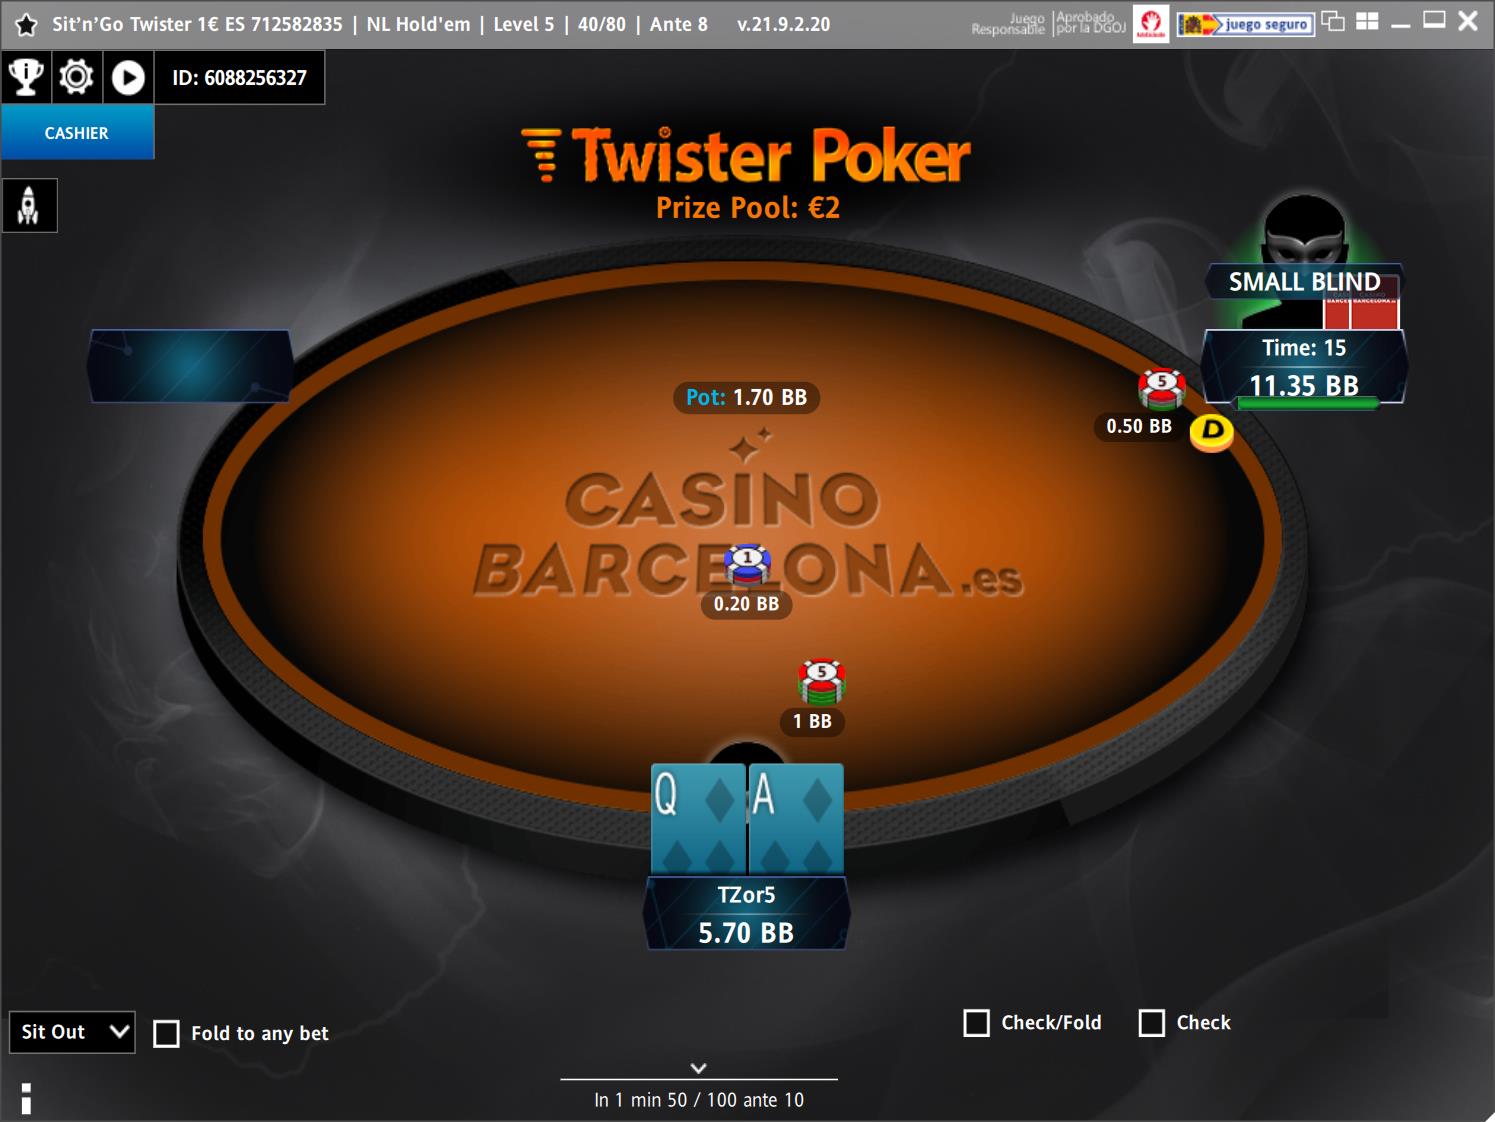 Sit'n'Go Twister 1€ ES 712582835 | NL Hold'em | Level 5 | 40/80 | Ante 8 v.21.9.2.20
Juego Responsable
Aprobado por la DGOJ
juego seguro
ID: 6088256327
CASHIER
Twister Poker
Prize Pool: €2
SMALL BLIND
Time: 15
11.35 BB
Pot: 1.70 BB
5
0.50 BB
D
CASINO
BARCELONA.es
1
0.20 BB
5
1 BB
Q A
TZor5
5.70 BB
Sit Out
Fold to any bet
Check/Fold
Check
In 1 min 50 / 100 ante 10